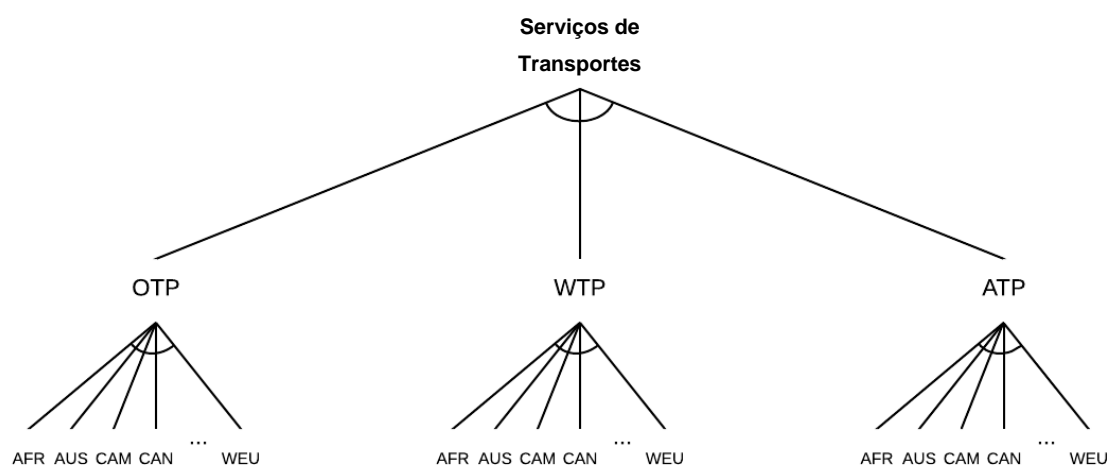 Serviços de
Transportes
OTP WTP ATP
AFR AUS CAM CAN ... WEU AFR AUS CAM CAN ... WEU AFR AUS CAM CAN ... WEU